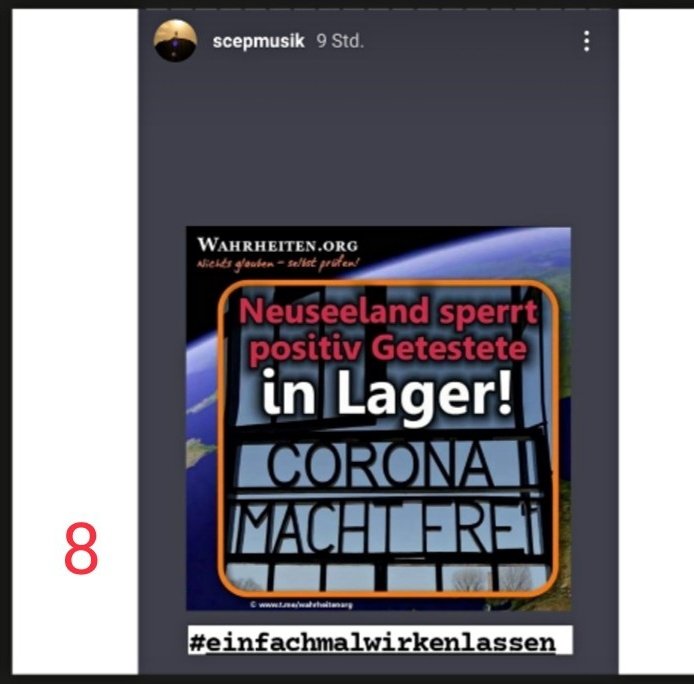 scepmusik 9 Std.
WAHRHEITEN.ORG
Nichts glauben – selbst prüfen!
Neuseeland sperrt
positiv Getestete
in Lager!
CORONA
MACHT FREI
© www.t.me/wahrheitenorg
#einfachmalwirkenlassen
8